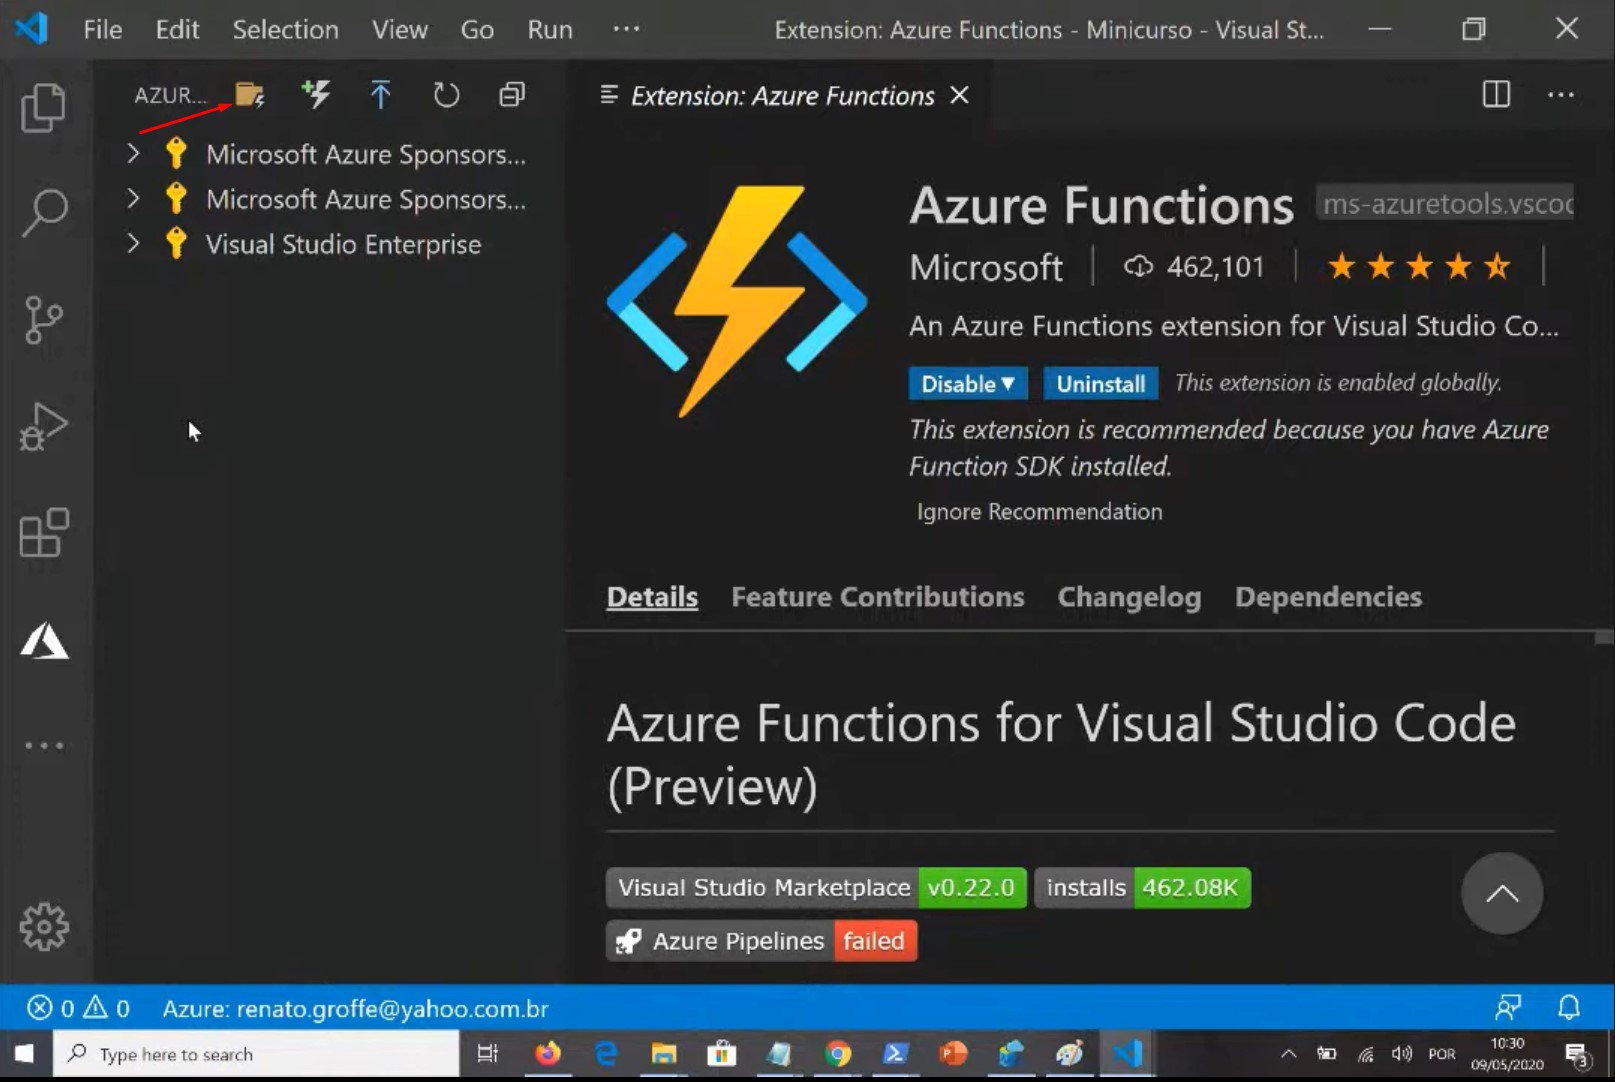 File Edit Selection View Go Run ··· Extension: Azure Functions - Minicurso - Visual St...
AZUR...
Extension: Azure Functions
Microsoft Azure Sponsors...
Microsoft Azure Sponsors...
Visual Studio Enterprise
Azure Functions ms-azuretools.vscod
Microsoft 462,101
An Azure Functions extension for Visual Studio Co...
Disable Uninstall This extension is enabled globally.
This extension is recommended because you have Azure
Function SDK installed.
Ignore Recommendation
Details Feature Contributions Changelog Dependencies
Azure Functions for Visual Studio Code
(Preview)
Visual Studio Marketplace v0.22.0 installs 462.08K
Azure Pipelines failed
0 0 Azure: renato.groffe@yahoo.com.br
Type here to search
POR
10:30
09/05/2020
3